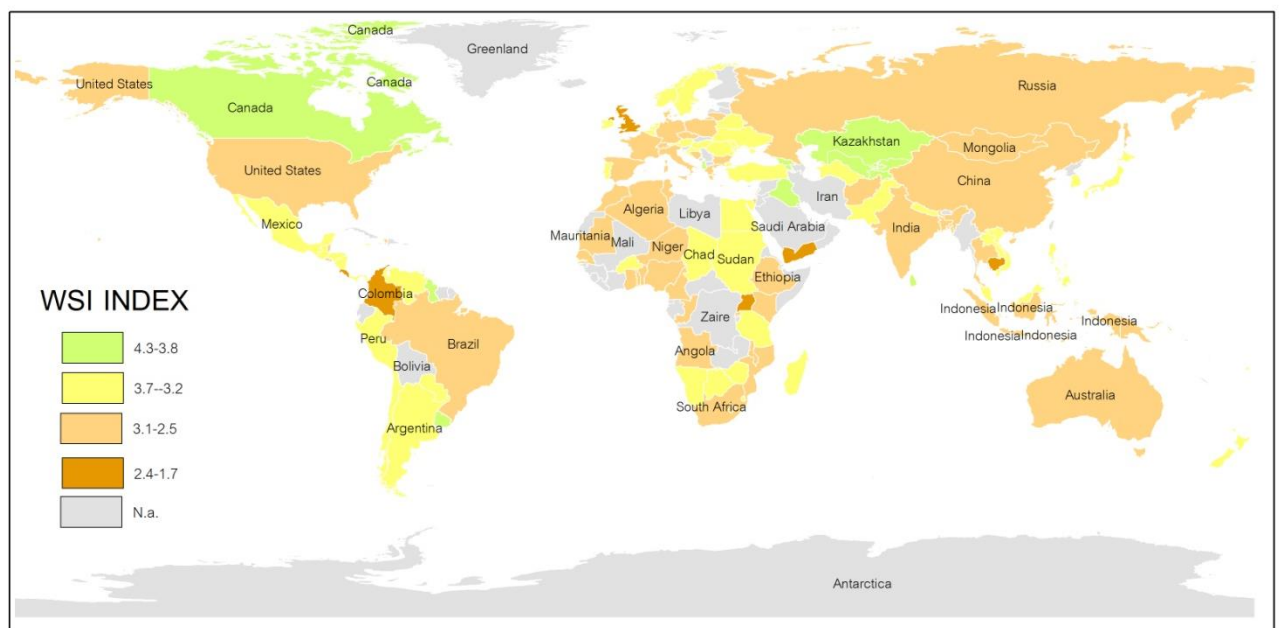 Canada
Greenland
Canada
United States
Canada
Russia
Kazakhstan
Mongolia
United States
China
Iran
Algeria
Libya
Mexico
India
Saudi Arabia
Mauritania
Mali
Niger
Chad
Sudan
Ethiopia
Colombia
WSI INDEX
4.3-3.8
3.7--3.2
3.1-2.5
2.4-1.7
N.a.
Indonesia
Indonesia
Indonesia
Indonesia
Indonesia
Zaire
Peru
Brazil
Angola
Bolivia
Australia
South Africa
Argentina
Antarctica